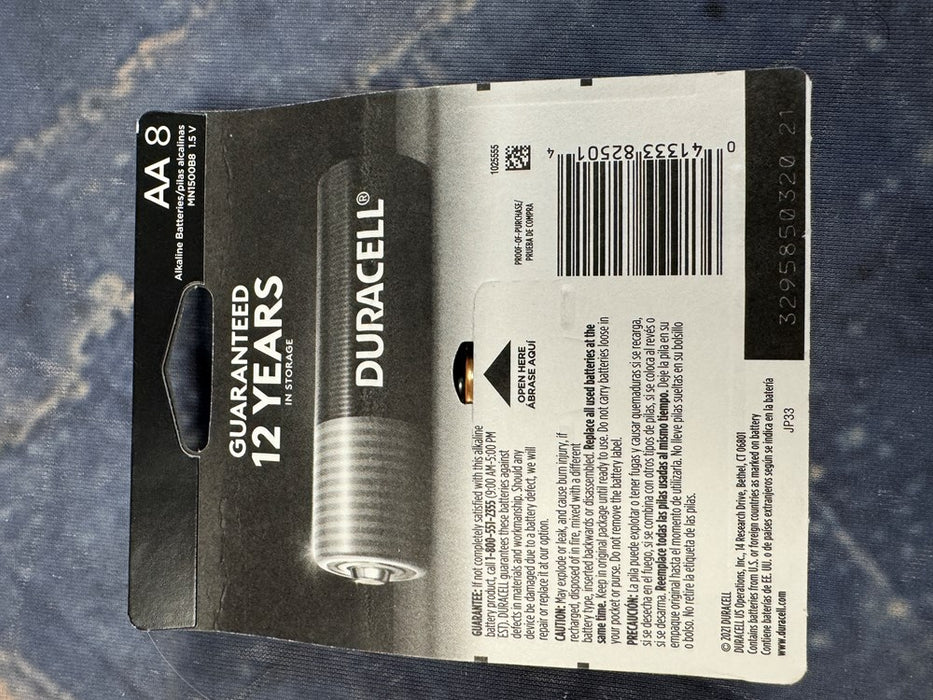 AA 8
Alkaline Batteries/pilas alcalinas
MN1500B8 1.5 V
GUARANTEED
12 YEARS
IN STORAGE
DURACELL®
OPEN HERE
ÁBRASE AQUÍ
GUARANTEE: If not completely satisfied with this alkaline
battery product, call 1-800-551-2355 (9:00 AM-5:00 PM
EST). DURACELL guarantees these batteries against
defects in materials and workmanship. Should any
device be damaged due to a battery defect, we will
repair or replace it at our option.
CAUTION: May explode or leak, and cause burn injury, if
recharged, disposed of in fire, mixed with a different
battery type, inserted backwards or disassembled. Replace all used batteries at the
same time. Keep in original package until ready to use. Do not carry batteries loose in
your pocket or purse. Do not remove the battery label.
PRECAUCIÓN: La pila puede explotar o tener fugas y causar quemaduras si se recarga,
si se desecha en el fuego, si se combina con otros tipos de pilas, si se coloca al revés o
si se desarma. Reemplace todas las pilas usadas al mismo tiempo. Deje la pila en su
empaque original hasta el momento de utilizarla. No lleve pilas sueltas en su bolsillo
o bolso. No retire la etiqueta de las pilas.
© 2021 DURACELL
DURACELL US Operations, Inc., 14 Research Drive, Bethel, CT 06801
Contains batteries from U.S. or foreign countries as marked on battery
Contiene baterías de EE. UU. o de países extranjeros según se indica en la batería
www.duracell.com
JP33
1025555
PROOF-OF-PURCHASE/
PRUEBA DE COMPRA
0 41333 82501 4
3295850320 21